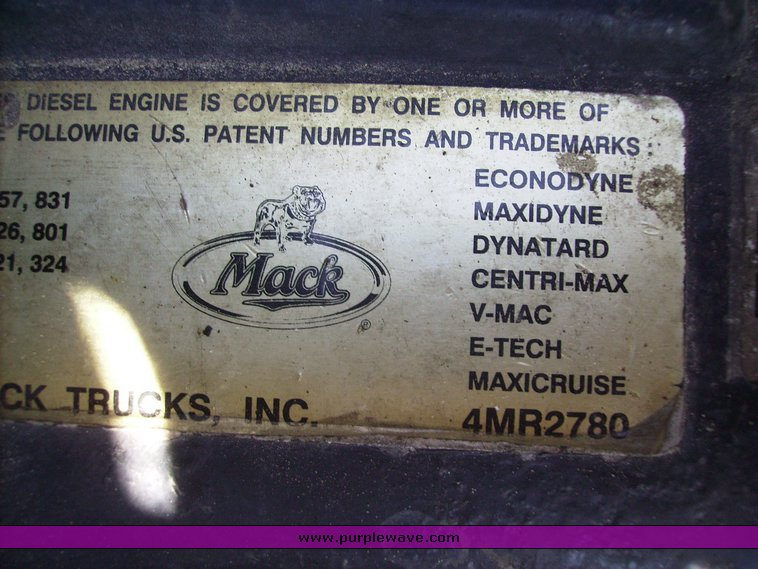 DIESEL ENGINE IS COVERED BY ONE OR MORE OF
FOLLOWING U.S. PATENT NUMBERS AND TRADEMARKS:
57, 831
26, 801
21, 324
Mack
®
ECONODYNE
MAXIDYNE
DYNATARD
CENTRI-MAX
V-MAC
E-TECH
MAXICRUISE
CK TRUCKS, INC.
4MR2780
www.purplewave.com